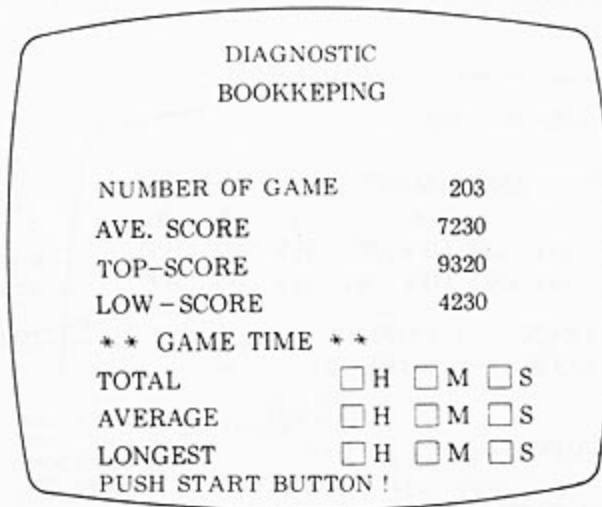 DIAGNOSTIC
BOOKKEPING
NUMBER OF GAME 203
AVE. SCORE 7230
TOP-SCORE 9320
LOW-SCORE 4230
** GAME TIME **
TOTAL □H □M □S
AVERAGE □H □M □S
LONGEST □H □M □S
PUSH START BUTTON!